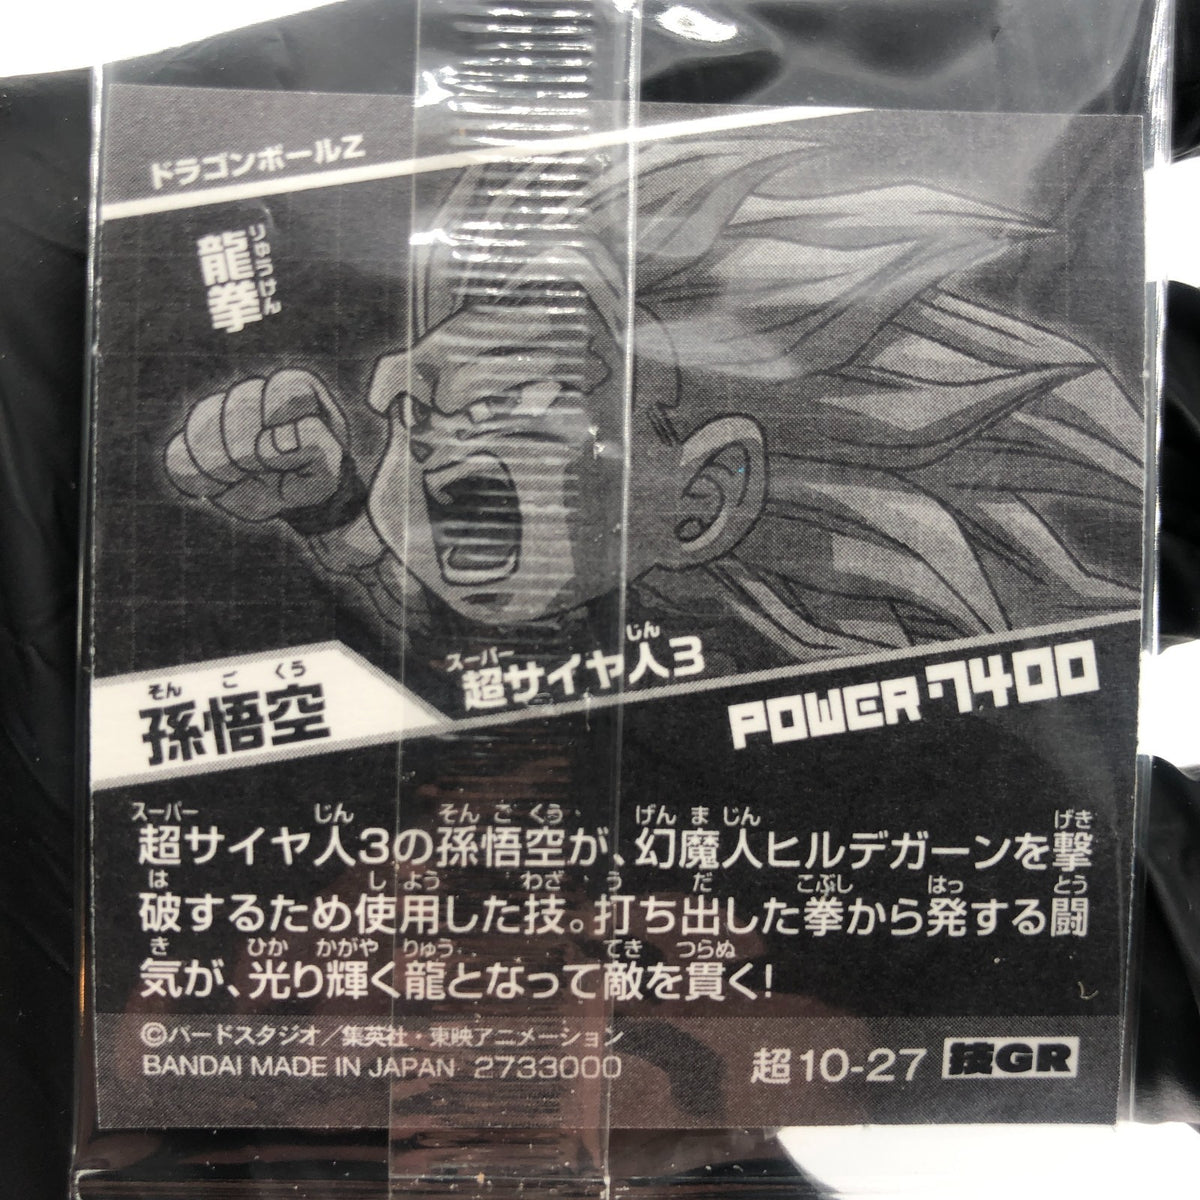 ドラゴンボールZ
りゅうけん
龍拳
スーパー じん
超サイヤ人3
そん ご くう
孫悟空
POWER・7400
スーパー じん そん ご くう げん ま じん げき
超サイヤ人3の孫悟空が、幻魔人ヒルデガーンを撃
は し よう わざ う だ こぶし はっ とう
破するため使用した技。打ち出した拳から発する闘
き ひか かがや りゅう てき つらぬ
気が、光り輝く龍となって敵を貫く!
©バードスタジオ/集英社・東映アニメーション
BANDAI MADE IN JAPAN 2733000
超10-27 技GR